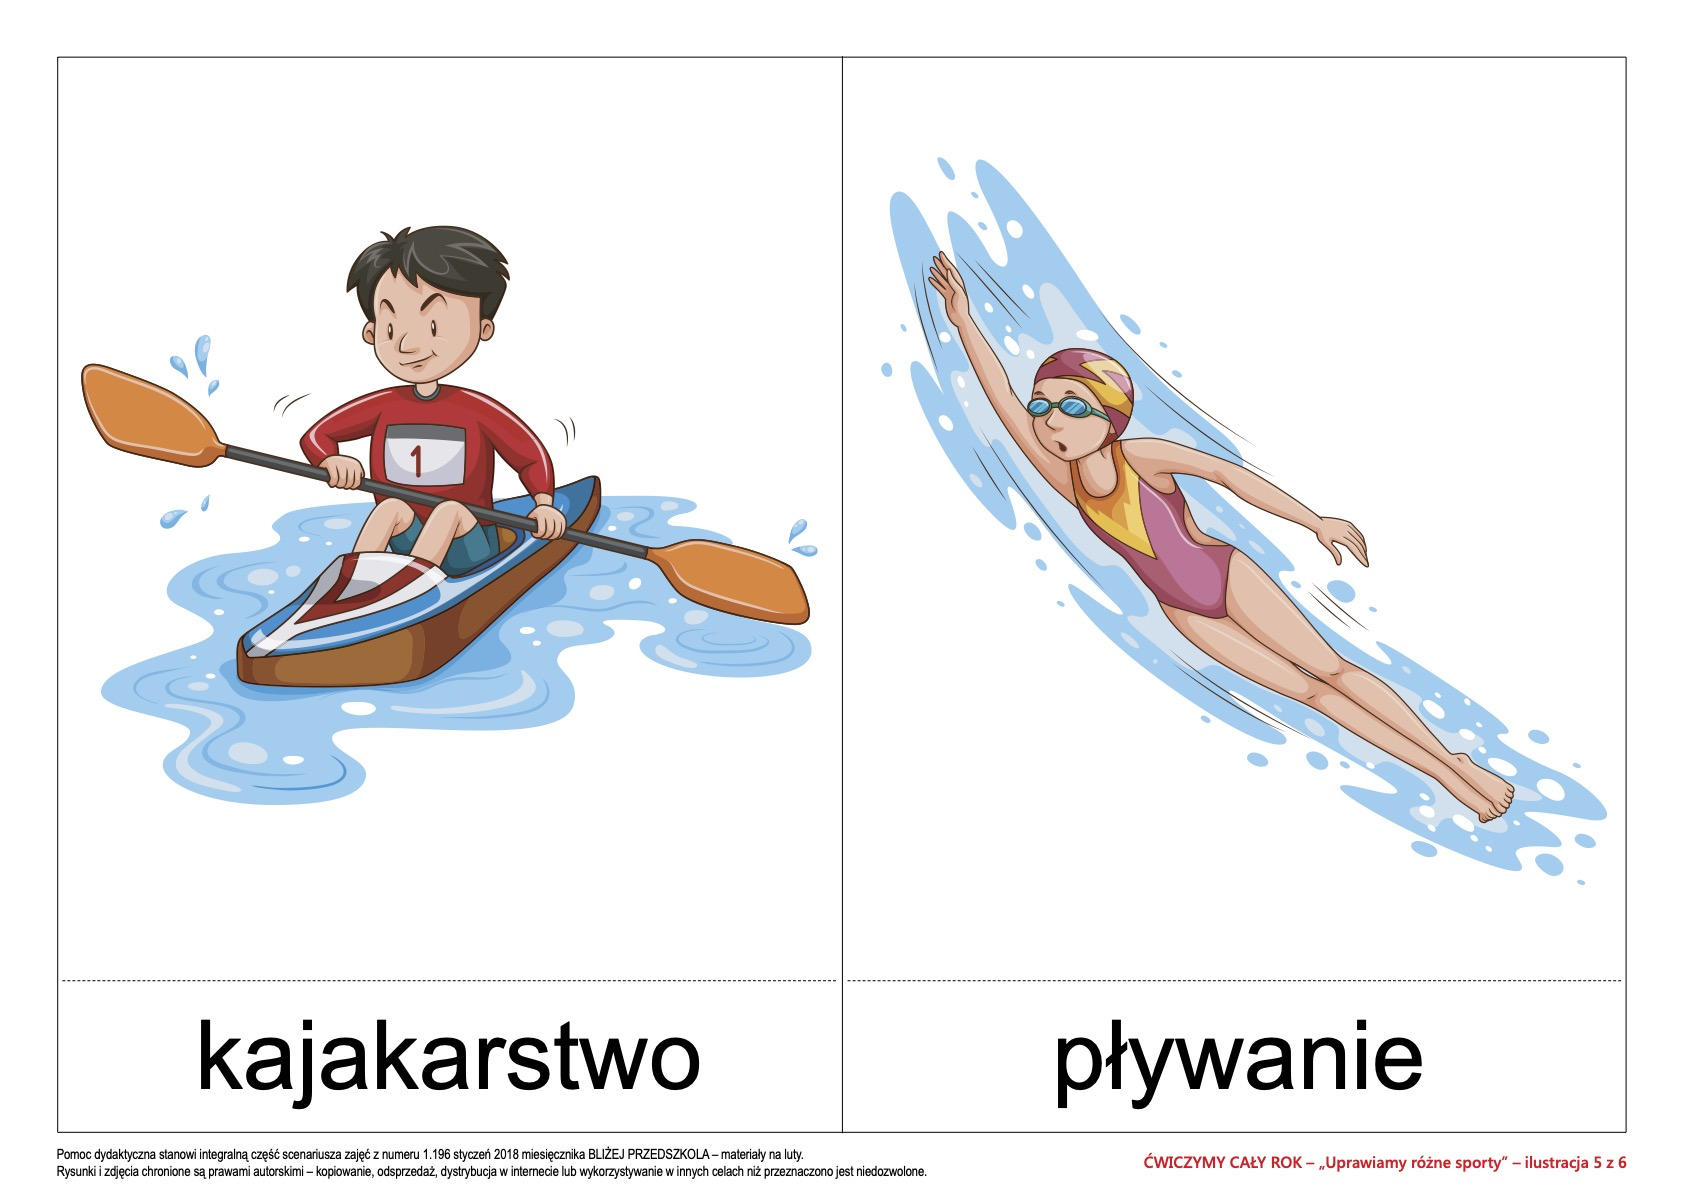 1
kajakarstwo
pływanie
Pomoc dydaktyczna stanowi integralną część scenariusza zajęć z numeru 1.196 styczeń 2018 miesięcznika BLIŻEJ PRZEDSZKOLA – materiały na luty.
Rysunki i zdjęcia chronione są prawami autorskimi – kopiowanie, odsprzedaż, dystrybucja w internecie lub wykorzystywanie w innych celach niż przeznaczono jest niedozwolone.
ĆWICZYMY CAŁY ROK – „Uprawiamy różne sporty” – ilustracja 5 z 6